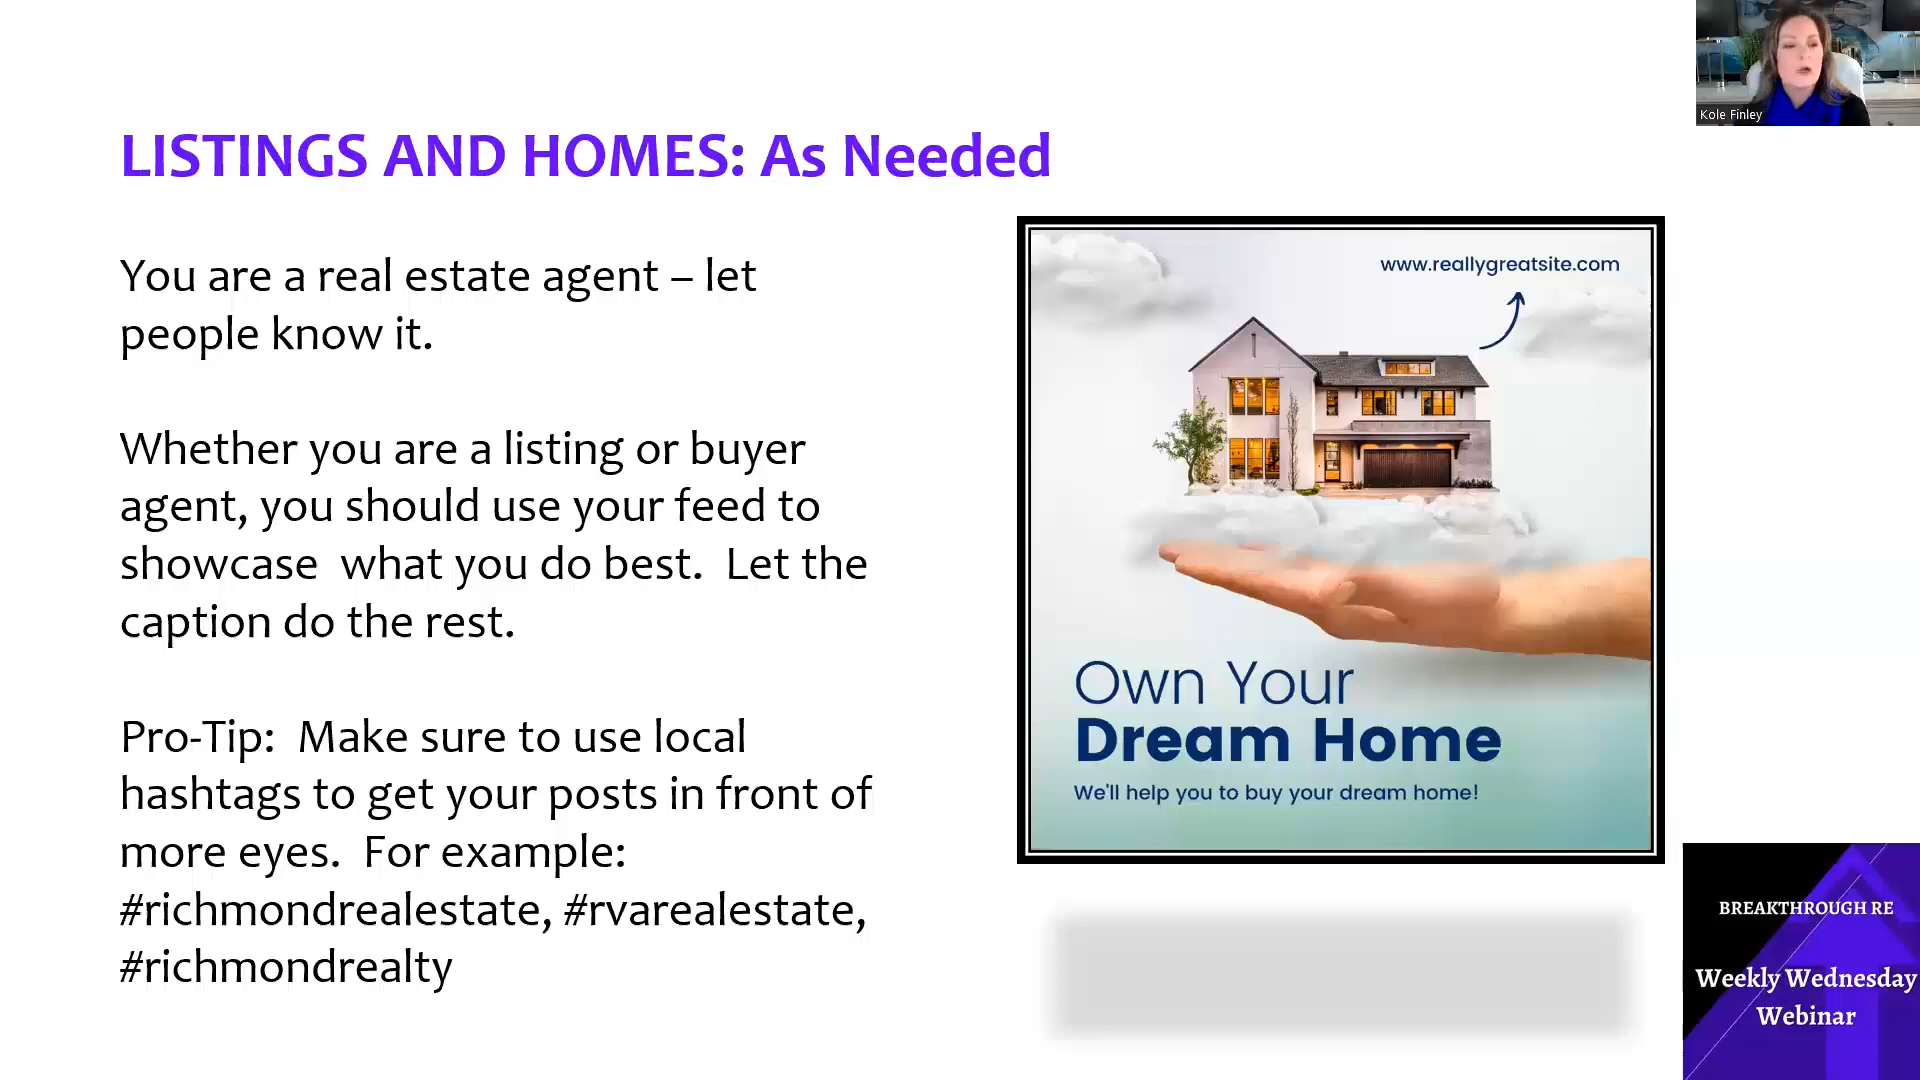 Kole Finley
LISTINGS AND HOMES: As Needed
You are a real estate agent – let
people know it.
Whether you are a listing or buyer
agent, you should use your feed to
showcase  what you do best.  Let the
caption do the rest.
Pro-Tip:  Make sure to use local
hashtags to get your posts in front of
more eyes.  For example:
#richmondrealestate, #rvarealestate,
#richmondrealty
www.reallygreatsite.com
Own Your
Dream Home
We'll help you to buy your dream home!
BREAKTHROUGH RE
Weekly Wednesday
Webinar